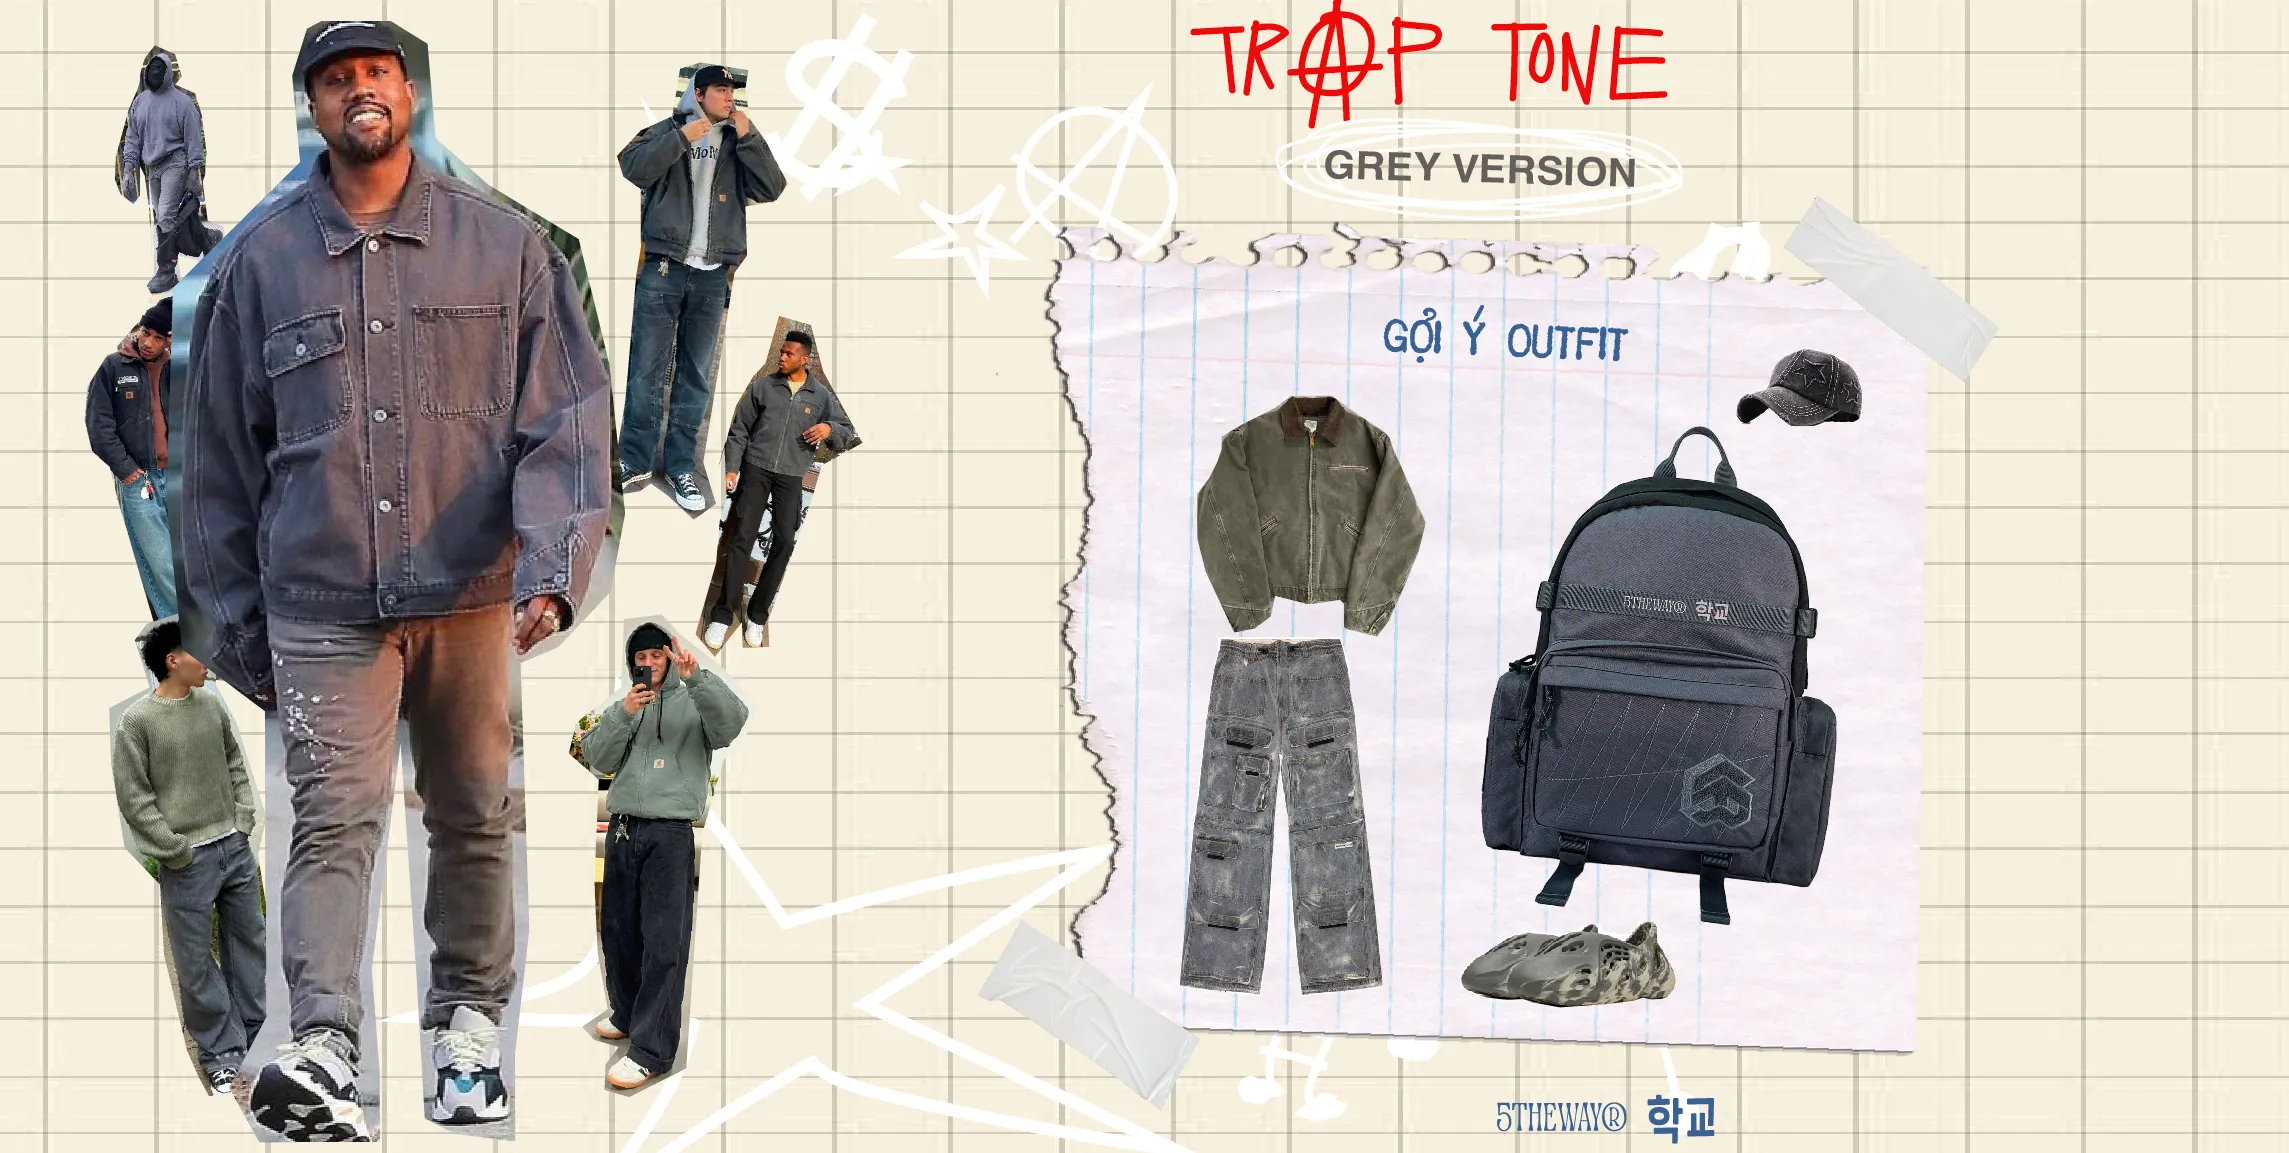 TRAP TONE
GREY VERSION
GỢI Ý OUTFIT
5THEWAY® 학교
5THEWAY® 학교